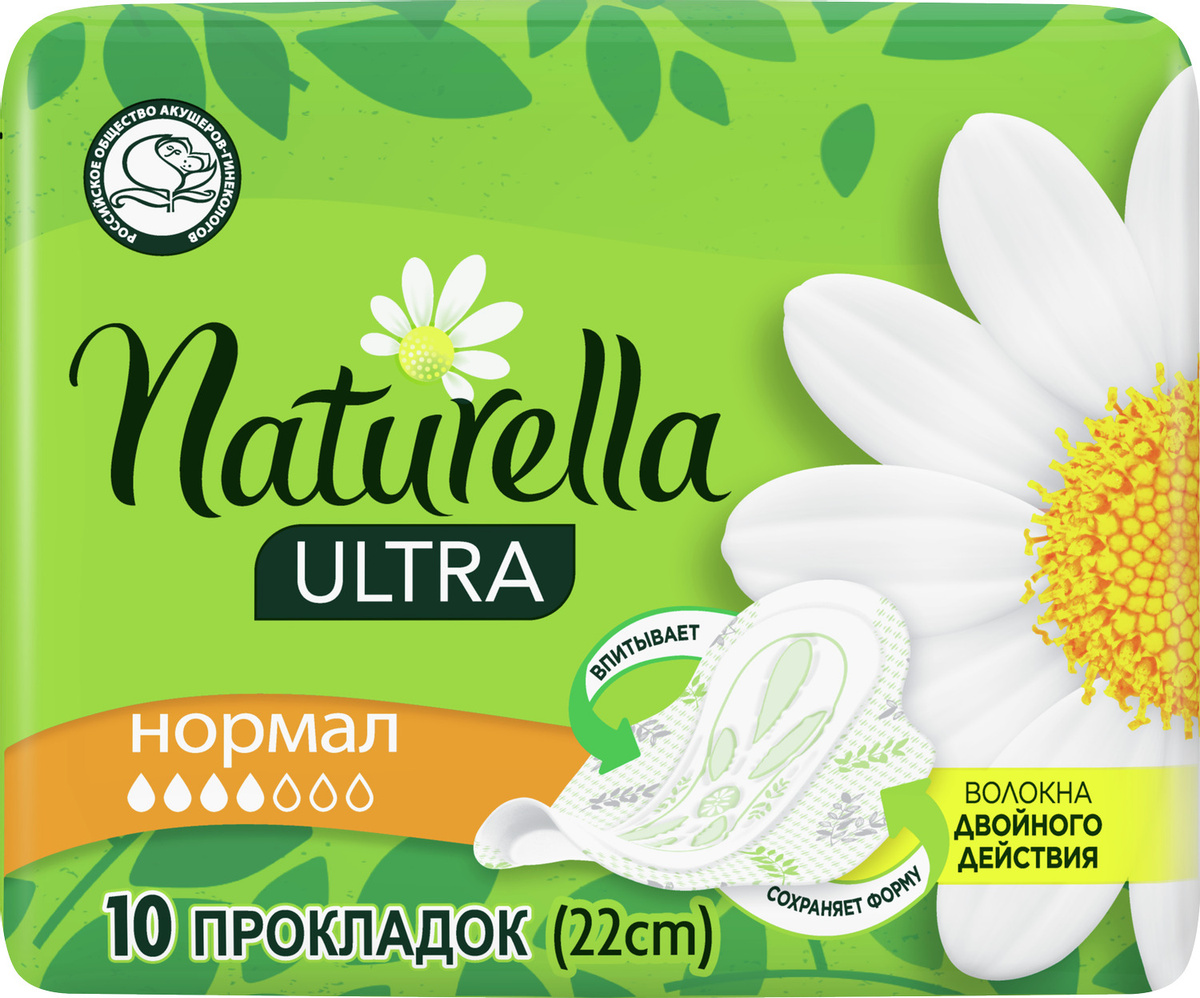 РОССИЙСКОЕ ОБЩЕСТВО АКУШЕРОВ-ГИНЕКОЛОГОВ
Naturella
ULTRA
ВПИТЫВАЕТ
нормал
ВОЛОКНА
ДВОЙНОГО
ДЕЙСТВИЯ
СОХРАНЯЕТ ФОРМУ
10 ПРОКЛАДОК (22cm)